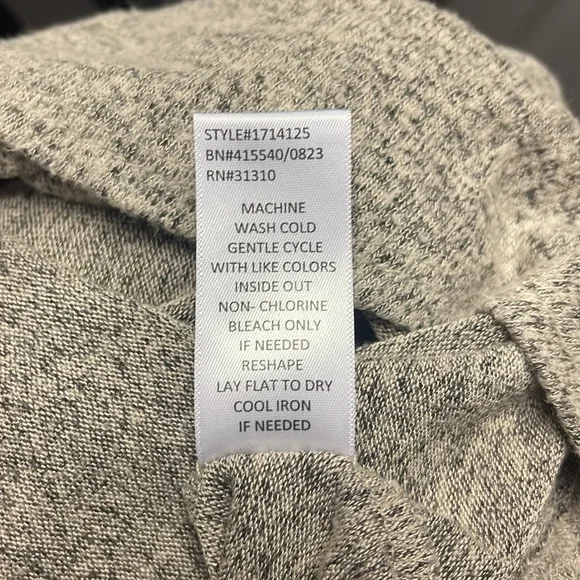 STYLE#1714125
BN#415540/0823
RN#31310
MACHINE
WASH COLD
GENTLE CYCLE
WITH LIKE COLORS
INSIDE OUT
NON- CHLORINE
BLEACH ONLY
IF NEEDED
RESHAPE
LAY FLAT TO DRY
COOL IRON
IF NEEDED